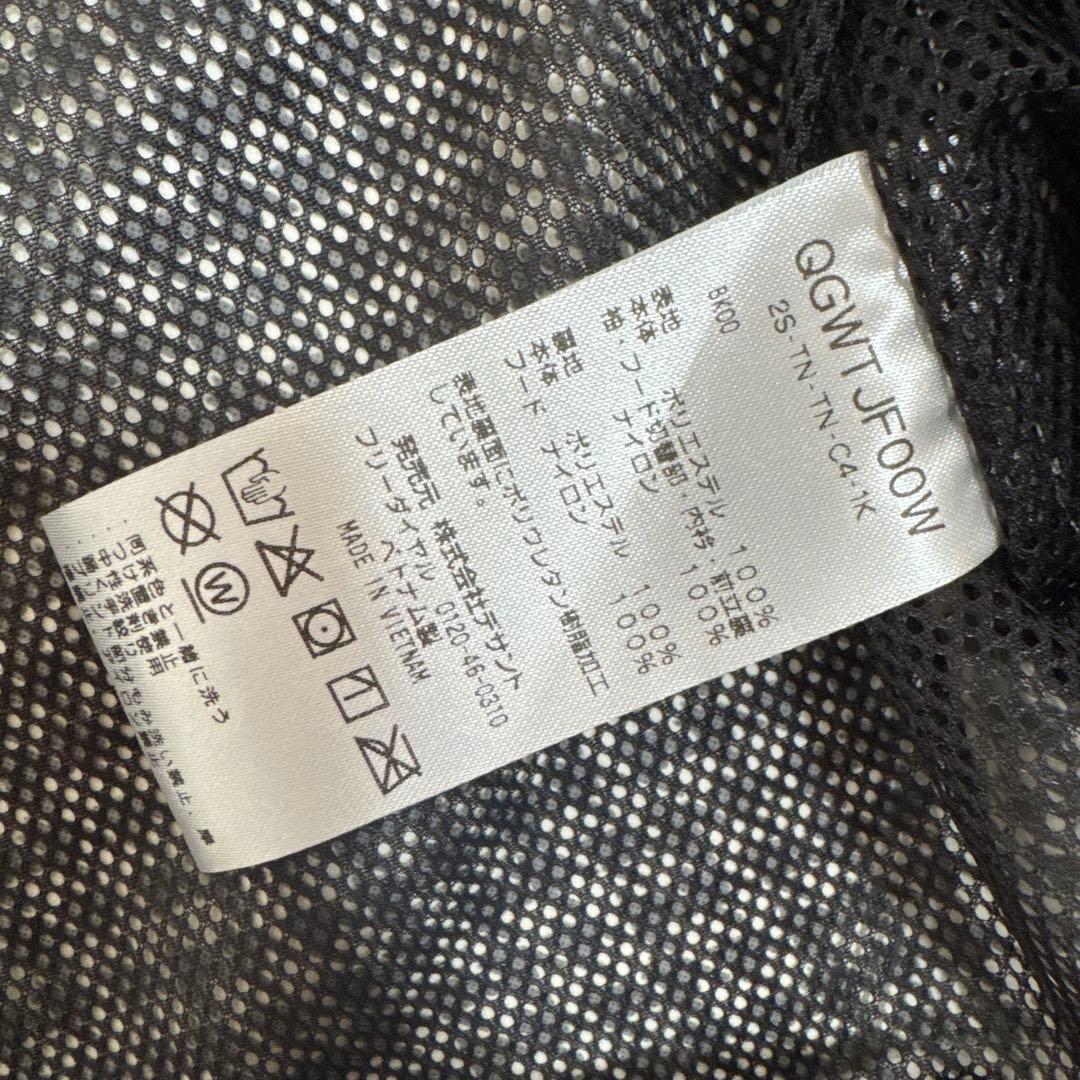 QGWTJF00W
2S-TN-TN-C4-1K
BK00
表地
本体 ポリエステル 100%
袖・フード切替部・内衿・前立裏
ナイロン 100%
裏地
本体 ポリエステル 100%
フード ナイロン 100%
表地裏面にポリウレタン樹脂加工
しています。
発売元 株式会社デサント
フリーダイヤル 0120-46-0310
ベトナム製
MADE IN VIETNAM
W